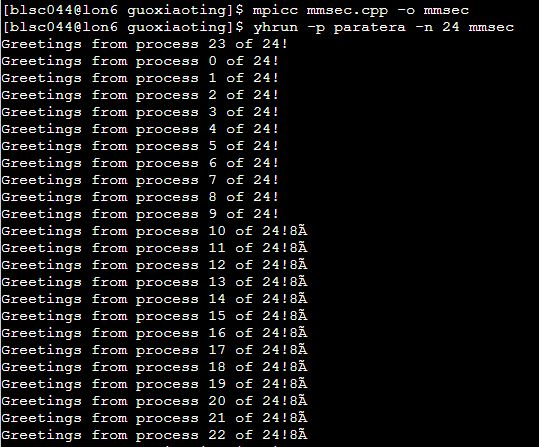 [blsc044@lon6 guoxiaoting]$ mpicc mmsec.cpp -o mmsec
[blsc044@lon6 guoxiaoting]$ yhrun -p paratera -n 24 mmsec
Greetings from process 23 of 24!
Greetings from process 0 of 24!
Greetings from process 1 of 24!
Greetings from process 2 of 24!
Greetings from process 3 of 24!
Greetings from process 4 of 24!
Greetings from process 5 of 24!
Greetings from process 6 of 24!
Greetings from process 7 of 24!
Greetings from process 8 of 24!
Greetings from process 9 of 24!
Greetings from process 10 of 24!8Ã
Greetings from process 11 of 24!8Ã
Greetings from process 12 of 24!8Ã
Greetings from process 13 of 24!8Ã
Greetings from process 14 of 24!8Ã
Greetings from process 15 of 24!8Ã
Greetings from process 16 of 24!8Ã
Greetings from process 17 of 24!8Ã
Greetings from process 18 of 24!8Ã
Greetings from process 19 of 24!8Ã
Greetings from process 20 of 24!8Ã
Greetings from process 21 of 24!8Ã
Greetings from process 22 of 24!8Ã